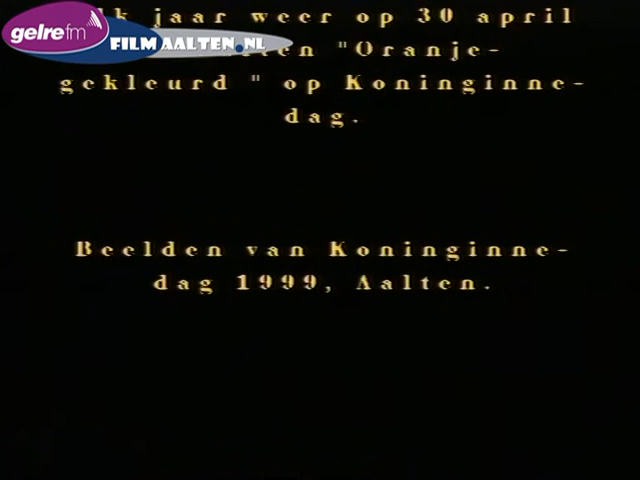 gelre fm
FILMAALTEN.NL
jaar weer op 30 april
"Oranje-
gekleurd " op Koninginne-
dag.
Beelden van Koninginne-
dag 1999, Aalten.